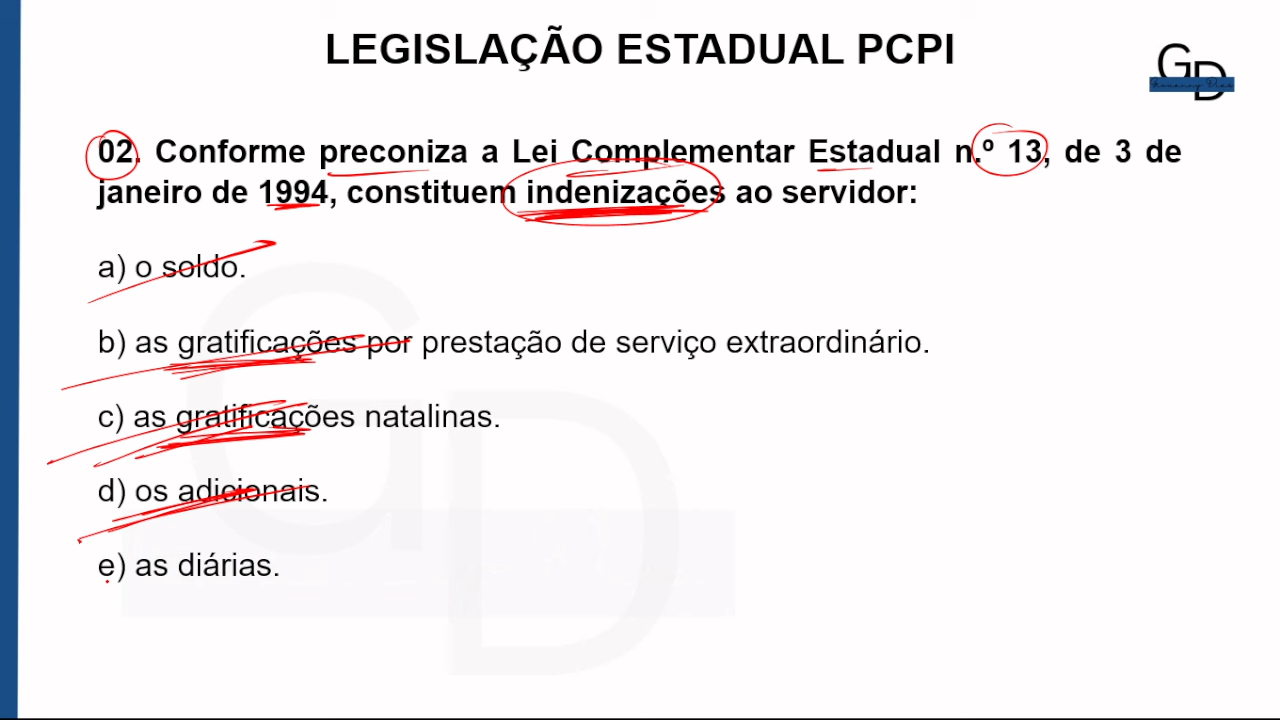 LEGISLAÇÃO ESTADUAL PCPI
GD
02. Conforme preconiza a Lei Complementar Estadual n.º 13, de 3 de
janeiro de 1994, constituem indenizações ao servidor:
a) o soldo.
b) as gratificações por prestação de serviço extraordinário.
c) as gratificações natalinas.
d) os adicionais.
e) as diárias.